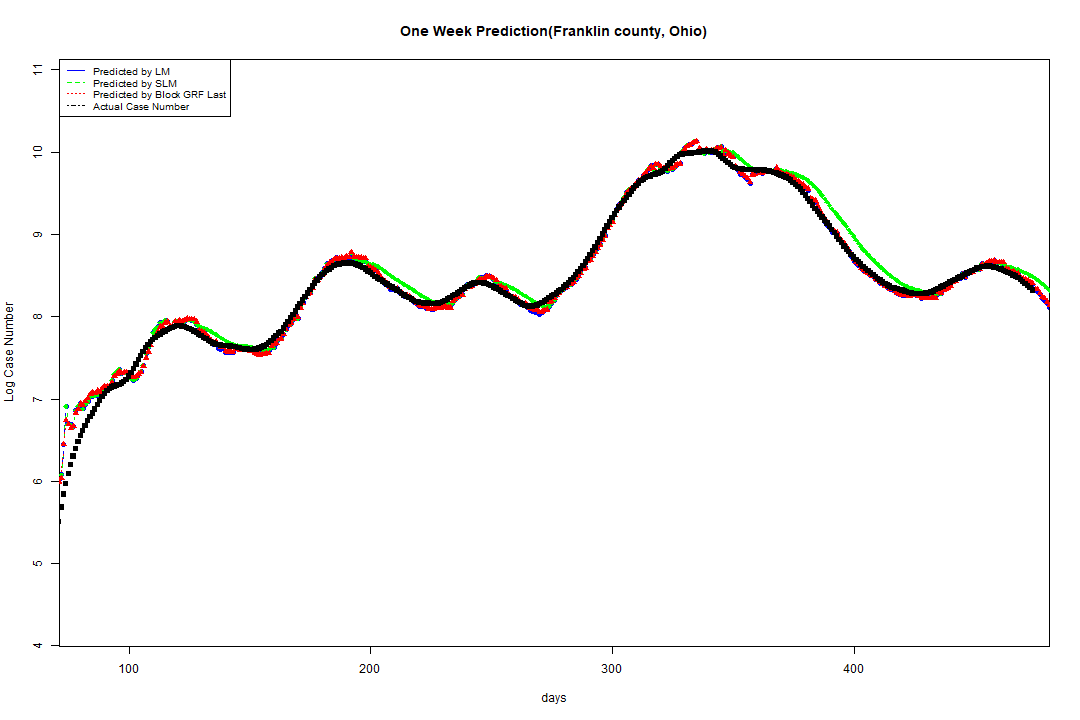 One Week Prediction(Franklin county, Ohio)
11
10
9
8
7
6
5
4
Log Case Number
Predicted by LM
Predicted by SLM
Predicted by Block GRF Last
Actual Case Number
100
200
300
400
days